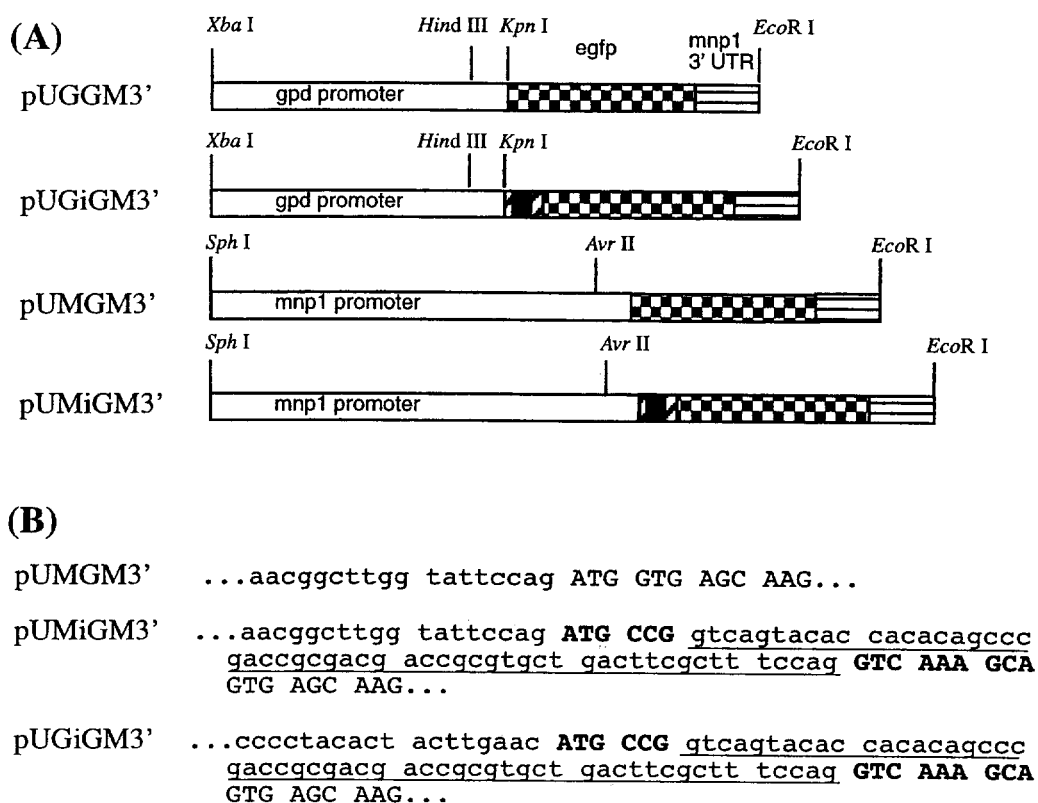 (A)
Xba I Hind III Kpn I egfp mnp1 3' UTR EcoR I
pUGGM3' gpd promoter
Xba I Hind III Kpn I EcoR I
pUGiGM3' gpd promoter
Sph I Avr II EcoR I
pUMGM3' mnp1 promoter
Sph I Avr II EcoR I
pUMiGM3' mnp1 promoter
(B)
pUMGM3' ...aacggcttgg tattccag ATG GTG AGC AAG...
pUMiGM3' ...aacggcttgg tattccag ATG CCG gtcagtacac cacacagccc
gaccgcgacg accgcgtgct gacttcgctt tccag GTC AAA GCA
GTG AGC AAG...
pUGiGM3' ...cccctacact acttgaac ATG CCG gtcagtacac cacacagccc
gaccgcgacg accgcgtgct gacttcgctt tccag GTC AAA GCA
GTG AGC AAG...